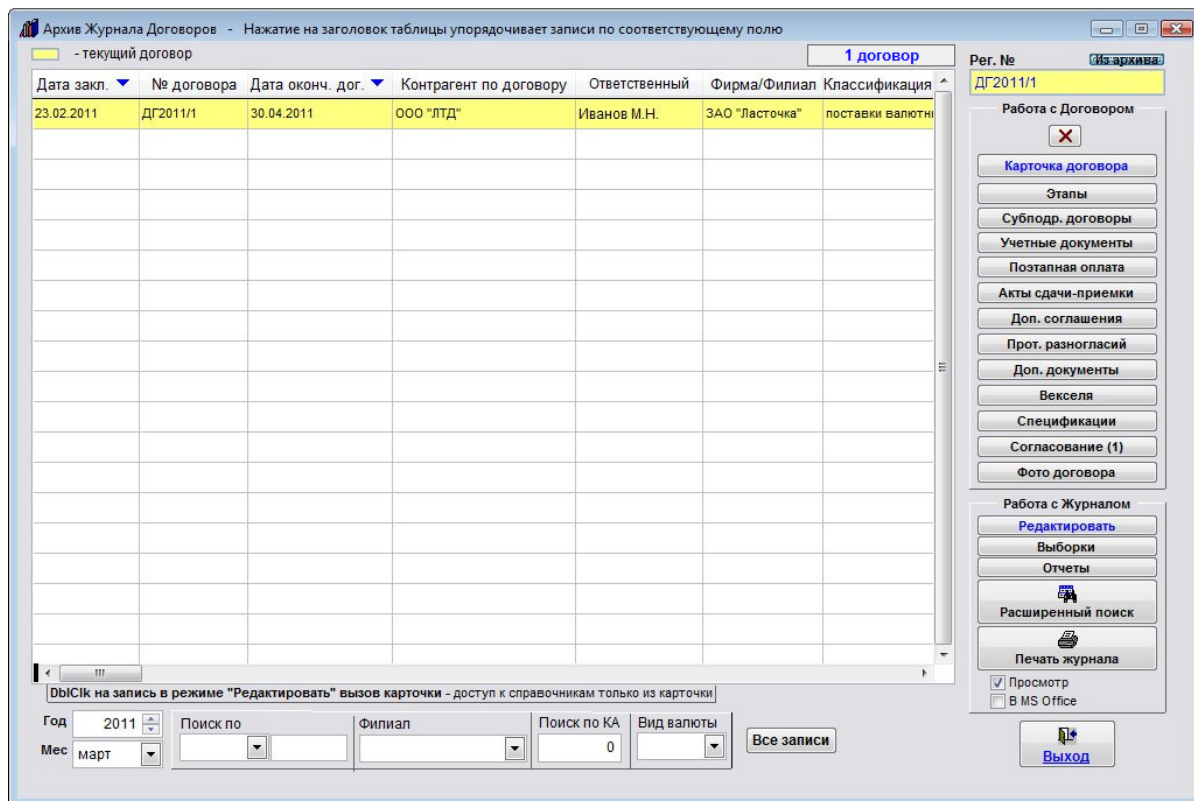 Архив Журнала Договоров - Нажатие на заголовок таблицы упорядочивает записи по соответствующему полю
- текущий договор
1 договор
Рег. №
Из архива
ДГ2011/1
Дата закл. № договора Дата оконч. дог. Контрагент по договору Ответственный Фирма/Филиал Классификация
23.02.2011 ДГ2011/1 30.04.2011 ООО "ЛТД" Иванов М.Н. ЗАО "Ласточка" поставки валютны
Работа с Договором
Карточка договора
Этапы
Субподр. договоры
Учетные документы
Поэтапная оплата
Акты сдачи-приемки
Доп. соглашения
Прот. разногласий
Доп. документы
Векселя
Спецификации
Согласование (1)
Фото договора
Работа с Журналом
Редактировать
Выборки
Отчеты
Расширенный поиск
Печать журнала
Просмотр
В MS Office
Выход
DblClk на запись в режиме "Редактировать" вызов карточки - доступ к справочникам только из карточки
Год 2011 Поиск по Филиал Поиск по КА Вид валюты
Мес март 0 Все записи